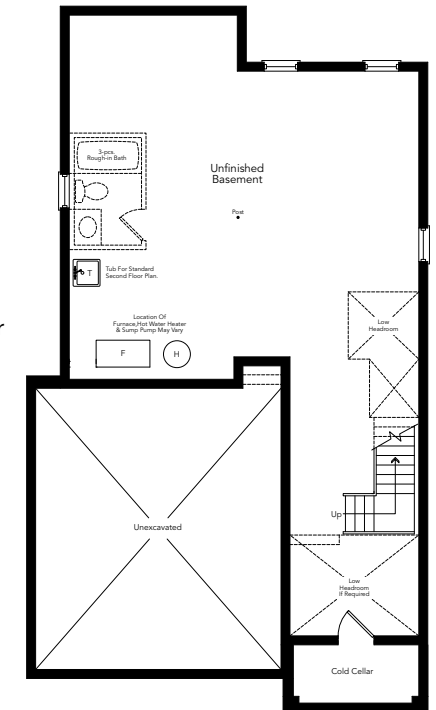 3-pcs.
Rough-in Bath
Unfinished
Basement
Post
T
Tub For Standard
Second Floor Plan.
Location Of
Furnace,Hot Water Heater
& Sump Pump May Vary
F
H
Low
Headroom
r
Unexcavated
Up
Low
Headroom
If Required
Cold Cellar